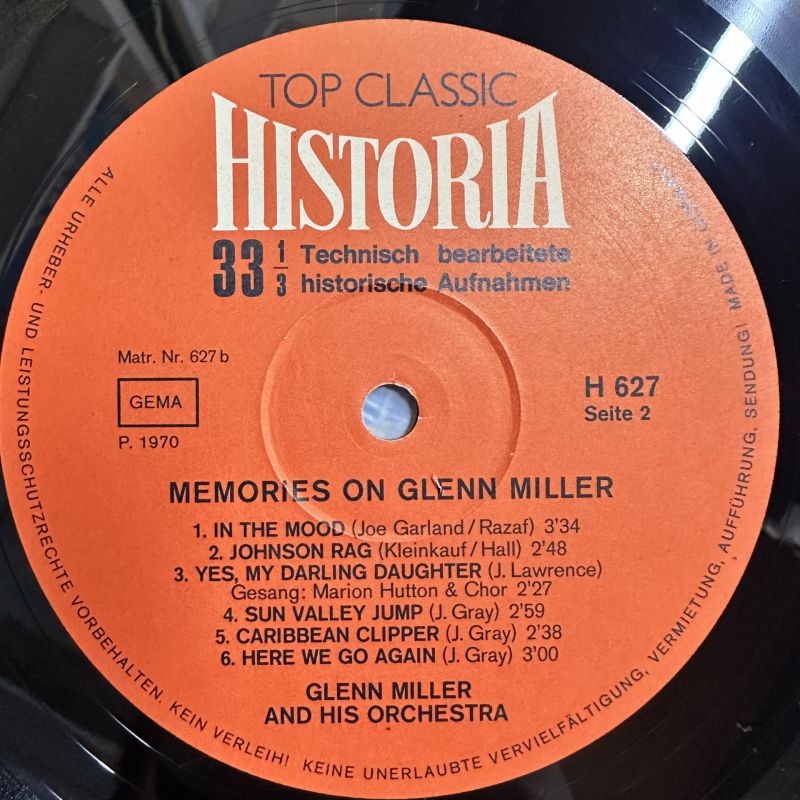 TOP CLASSIC
HISTORIA
33 1/3 Technisch bearbeitete
historische Aufnahmen
Matr. Nr. 627 b
GEMA
P. 1970
H 627
Seite 2
MEMORIES ON GLENN MILLER
1. IN THE MOOD (Joe Garland / Razaf) 3'34
2. JOHNSON RAG (Kleinkauf / Hall) 2'48
3. YES, MY DARLING DAUGHTER (J. Lawrence)
Gesang: Marion Hutton & Chor 2'27
4. SUN VALLEY JUMP (J. Gray) 2'59
5. CARIBBEAN CLIPPER (J. Gray) 2'38
6. HERE WE GO AGAIN (J. Gray) 3'00
GLENN MILLER
AND HIS ORCHESTRA
ALLE URHEBER- UND LEISTUNGSSCHUTZRECHTE VORBEHALTEN. KEIN VERLEIH! KEINE UNERLAUBTE VERVIELFÄLTIGUNG, VERMIETUNG, AUFFÜHRUNG, SENDUNG! MADE IN GERMANY